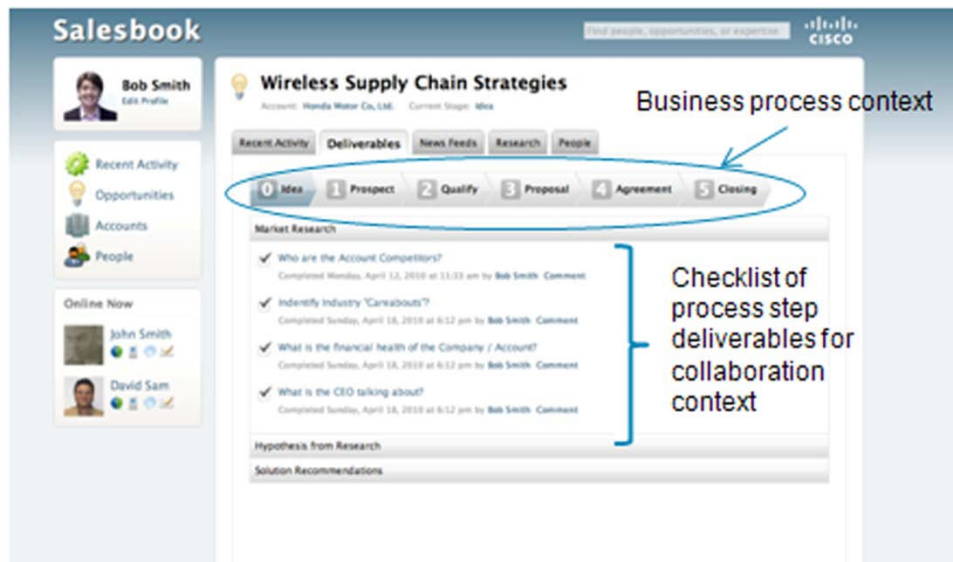 Salesbook
Find people, opportunities, or expertise
CISCO
Bob Smith
Edit Profile
Wireless Supply Chain Strategies
Account: Honda Motor Co, Ltd. Current Stage: Idea
Business process context
Recent Activity Deliverables News Feeds Research People
Recent Activity
Opportunities
Accounts
People
0 Idea 1 Prospect 2 Qualify 3 Proposal 4 Agreement 5 Closing
Market Research
Who are the Account Competitors?
Completed Monday, April 12, 2010 at 11:33 am by Bob Smith Comment
Indentify Industry "Careabouts"?
Completed Sunday, April 18, 2010 at 6:12 pm by Bob Smith Comment
What is the financial health of the Company / Account?
Completed Sunday, April 18, 2010 at 6:12 pm by Bob Smith Comment
What is the CEO talking about?
Completed Sunday, April 18, 2010 at 6:12 pm by Bob Smith Comment
Hypothesis from Research
Solution Recommendations
Checklist of
process step
deliverables for
collaboration
context
Online Now
John Smith
David Sam